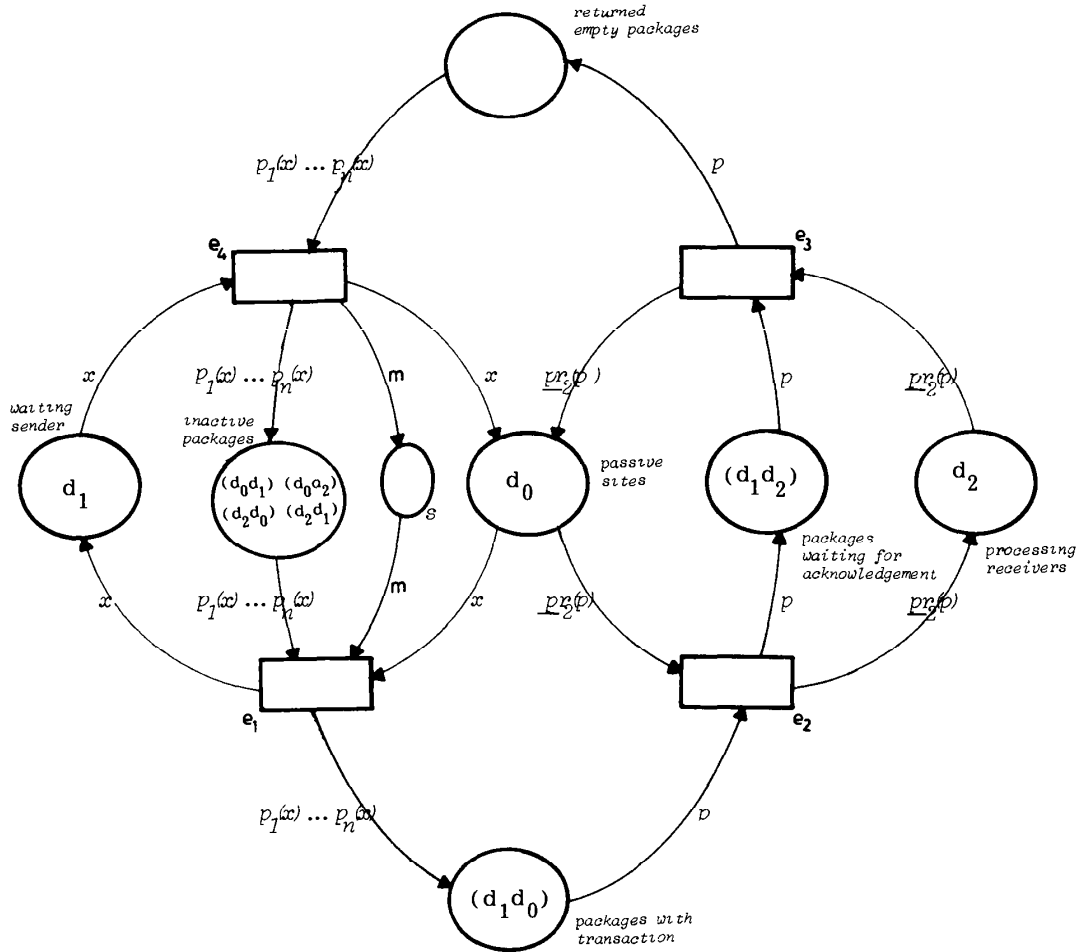 returned
empty packages
p₁(x) ... pₙ(x)
p
e₄
e₃
x
p₁(x) ... pₙ(x)
m
x
pr₂(p)
p
pr₂(p)
waiting
sender
inactive
packages
d₁
(d₀d₁) (d₀d₂)
(d₂d₀) (d₂d₁)
s
d₀
passive
sites
(d₁d₂)
d₂
packages
waiting for
acknowledgement
processing
receivers
x
p₁(x) ... pₙ(x)
m
x
pr₂(p)
p
pr₂(p)
e₁
e₂
p₁(x) ... pₙ(x)
p
(d₁d₀)
packages with
transaction